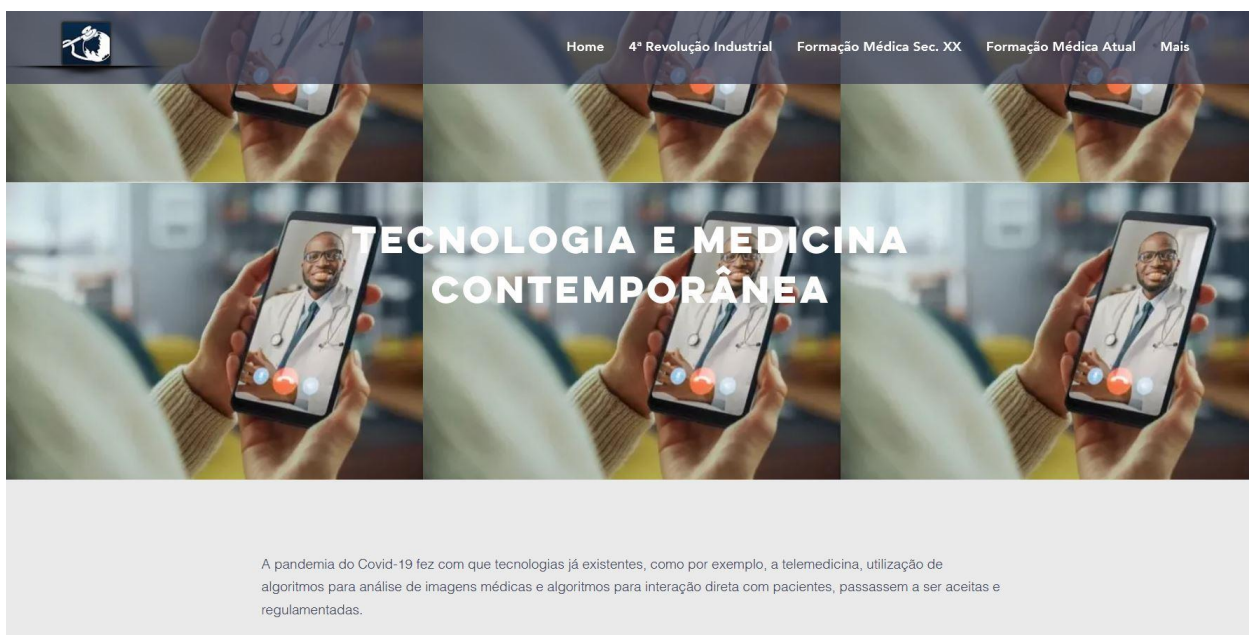 Home 4ª Revolução Industrial Formação Médica Sec. XX Formação Médica Atual Mais
TECNOLOGIA E MEDICINA
CONTEMPORÂNEA
A pandemia do Covid-19 fez com que tecnologias já existentes, como por exemplo, a telemedicina, utilização de
algoritmos para análise de imagens médicas e algoritmos para interação direta com pacientes, passassem a ser aceitas e
regulamentadas.